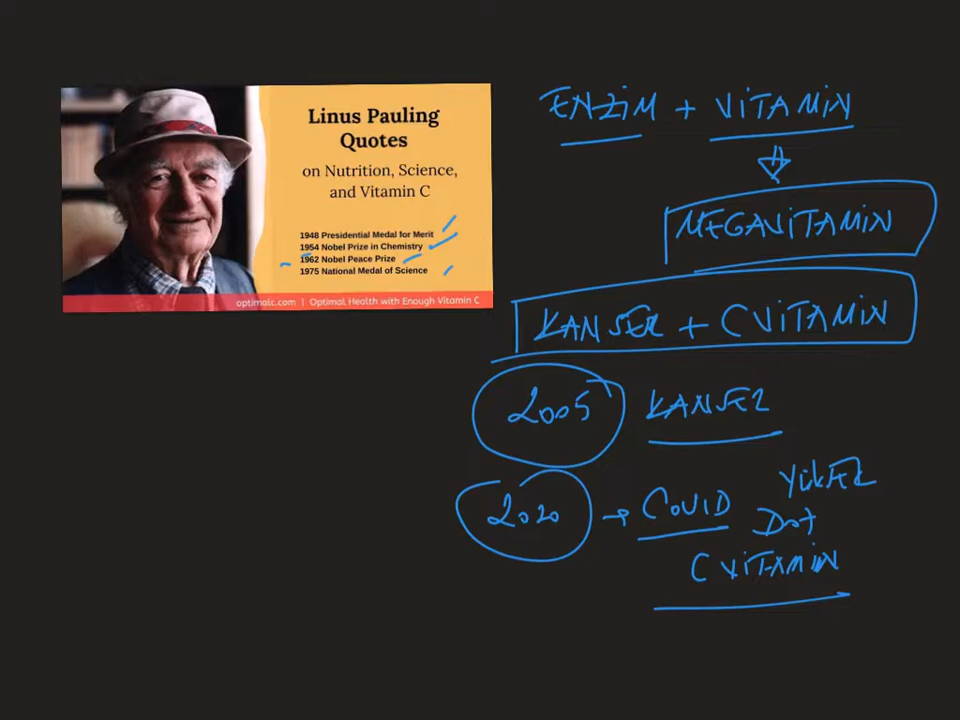 Linus Pauling
Quotes
on Nutrition, Science,
and Vitamin C
1948 Presidential Medal for Merit
1954 Nobel Prize in Chemistry
1962 Nobel Peace Prize
1975 National Medal of Science
optimalc.com | Optimal Health with Enough Vitamin C
ENZiM + ViTAMiN
MEGAViTAMiN
KANSER + CViTAMiN
2005 KANSER
2020 → COVID
YükSEK
Doz
C ViTAMiN